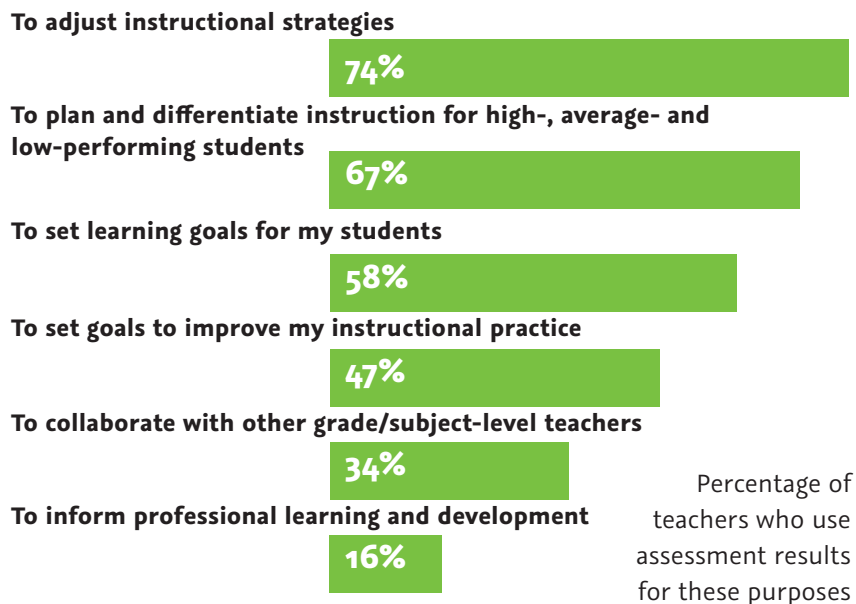 To adjust instructional strategies
74%
To plan and differentiate instruction for high-, average- and
low-performing students
67%
To set learning goals for my students
58%
To set goals to improve my instructional practice
47%
To collaborate with other grade/subject-level teachers
34%
To inform professional learning and development
16%
Percentage of
teachers who use
assessment results
for these purposes